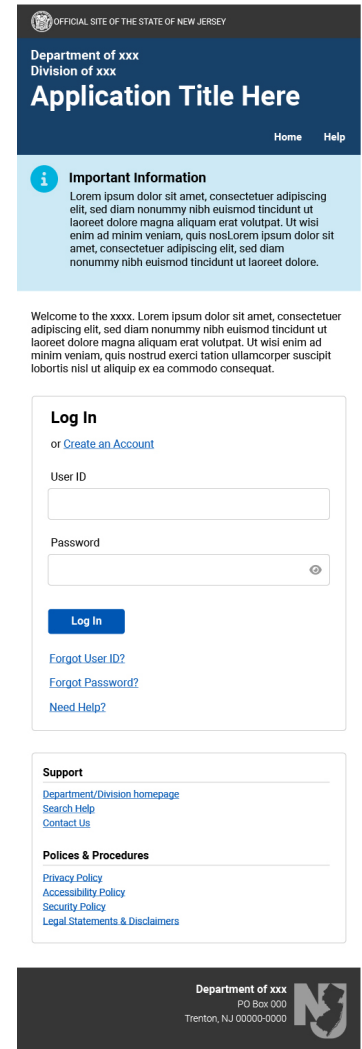 OFFICIAL SITE OF THE STATE OF NEW JERSEY
Department of xxx
Division of xxx
Application Title Here
Home Help
Important Information
Lorem ipsum dolor sit amet, consectetuer adipiscing
elit, sed diam nonummy nibh euismod tincidunt ut
laoreet dolore magna aliquam erat volutpat. Ut wisi
enim ad minim veniam, quis nosLorem ipsum dolor sit
amet, consectetuer adipiscing elit, sed diam
nonummy nibh euismod tincidunt ut laoreet dolore.
Welcome to the xxxx. Lorem ipsum dolor sit amet, consectetuer
adipiscing elit, sed diam nonummy nibh euismod tincidunt ut
laoreet dolore magna aliquam erat volutpat. Ut wisi enim ad
minim veniam, quis nostrud exerci tation ullamcorper suscipit
lobortis nisl ut aliquip ex ea commodo consequat.
Log In
or Create an Account
User ID
Password
Log In
Forgot User ID?
Forgot Password?
Need Help?
Support
Department/Division homepage
Search Help
Contact Us
Polices & Procedures
Privacy Policy
Accessibility Policy
Security Policy
Legal Statements & Disclaimers
Department of xxx
PO Box 000
Trenton, NJ 00000-0000